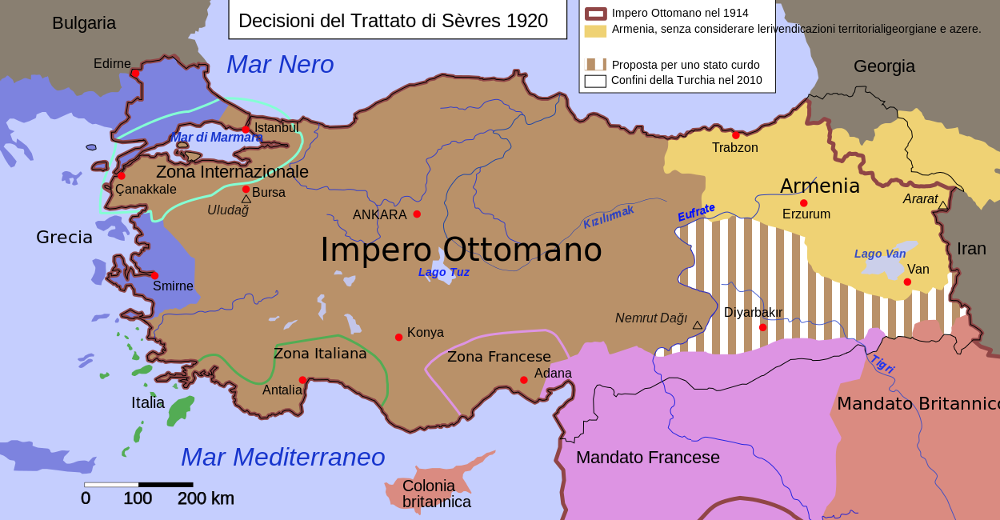 Decisioni del Trattato di Sèvres 1920
Impero Ottomano nel 1914
Armenia, senza considerare lerivendicazioni territorialigeorgiane e azere.
Proposta per uno stato curdo
Confini della Turchia nel 2010
Bulgaria
Edirne
Mar Nero
Georgia
Istanbul
Mar di Marmara
Trabzon
Zona Internazionale
Çanakkale
Bursa
Uludağ
Armenia
Ararat
Erzurum
ANKARA
Kızılırmak
Eufrate
Grecia
Impero Ottomano
Lago Van
Iran
Van
Lago Tuz
Smirne
Nemrut Dağı
Diyarbakır
Konya
Zona Italiana
Zona Francese
Adana
Tigri
Antalia
Italia
Mandato Britannico
Mar Mediterraneo
Mandato Francese
Colonia
britannica
0 100 200 km